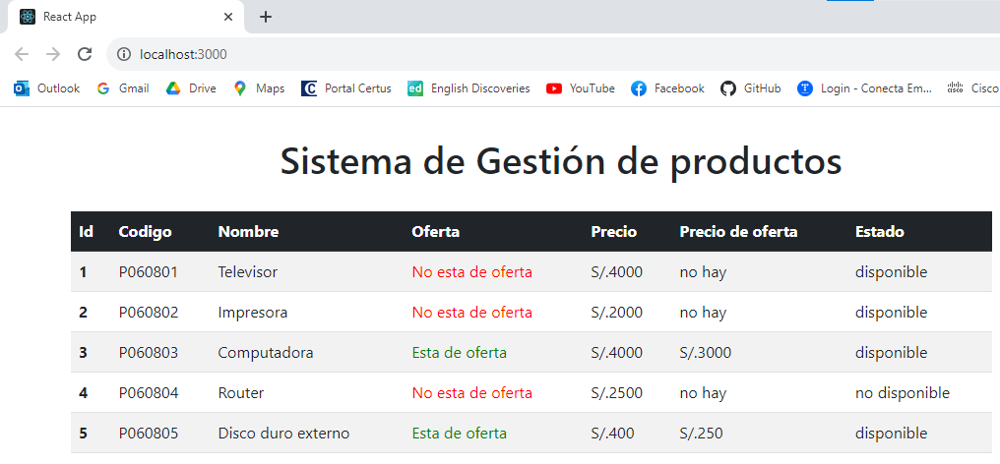 React App
localhost:3000
Outlook Gmail Drive Maps Portal Certus ed English Discoveries YouTube Facebook GitHub T Login - Conecta Em... cisco Cisco
Sistema de Gestión de productos
Id Codigo Nombre Oferta Precio Precio de oferta Estado
1 P060801 Televisor No esta de oferta S/.4000 no hay disponible
2 P060802 Impresora No esta de oferta S/.2000 no hay disponible
3 P060803 Computadora Esta de oferta S/.4000 S/.3000 disponible
4 P060804 Router No esta de oferta S/.2500 no hay no disponible
5 P060805 Disco duro externo Esta de oferta S/.400 S/.250 disponible